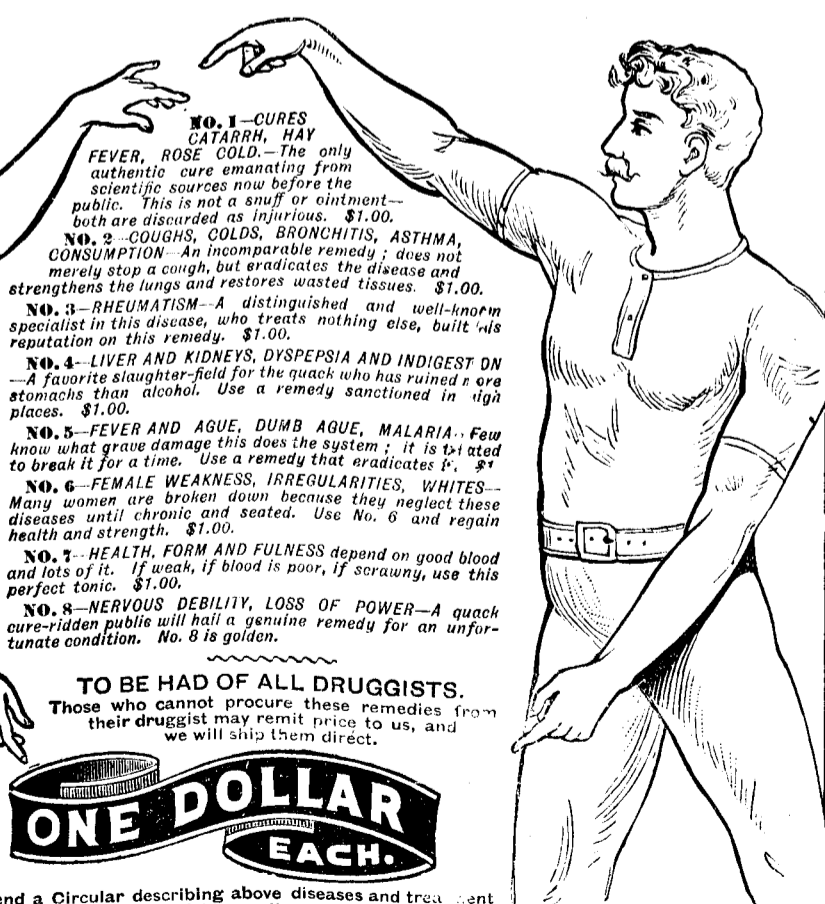 NO. 1—CURES
CATARRH, HAY
FEVER, ROSE COLD.—The only
authentic cure emanating from
scientific sources now before the
public. This is not a snuff or ointment—
both are discarded as injurious. $1.00.
NO. 2—COUGHS, COLDS, BRONCHITIS, ASTHMA,
CONSUMPTION—An incomparable remedy; does not
merely stop a cough, but eradicates the disease and
strengthens the lungs and restores wasted tissues. $1.00.
NO. 3—RHEUMATISM—A distinguished and well-known
specialist in this disease, who treats nothing else, built his
reputation on this remedy. $1.00.
NO. 4—LIVER AND KIDNEYS, DYSPEPSIA AND INDIGEST ON
—A favorite slaughter-field for the quack who has ruined more
stomachs than alcohol. Use a remedy sanctioned in high
places. $1.00.
NO. 5—FEVER AND AGUE, DUMB AGUE, MALARIA. Few
know what grave damage this does the system; it is
to break it for a time. Use a remedy that eradicates it. $1
NO. 6—FEMALE WEAKNESS, IRREGULARITIES, WHITES—
Many women are broken down because they neglect these
diseases until chronic and seated. Use No. 6 and regain
health and strength. $1.00.
NO. 7—HEALTH, FORM AND FULNESS depend on good blood
and lots of it. If weak, if blood is poor, if scrawny, use this
perfect tonic. $1.00.
NO. 8—NERVOUS DEBILITY, LOSS OF POWER—A quack
cure-ridden public will hail a genuine remedy for an unfor-
tunate condition. No. 8 is golden.
TO BE HAD OF ALL DRUGGISTS.
Those who cannot procure these remedies from
their druggist may remit price to us, and
we will ship them direct.
ONE DOLLAR
EACH.
end a Circular describing above diseases and